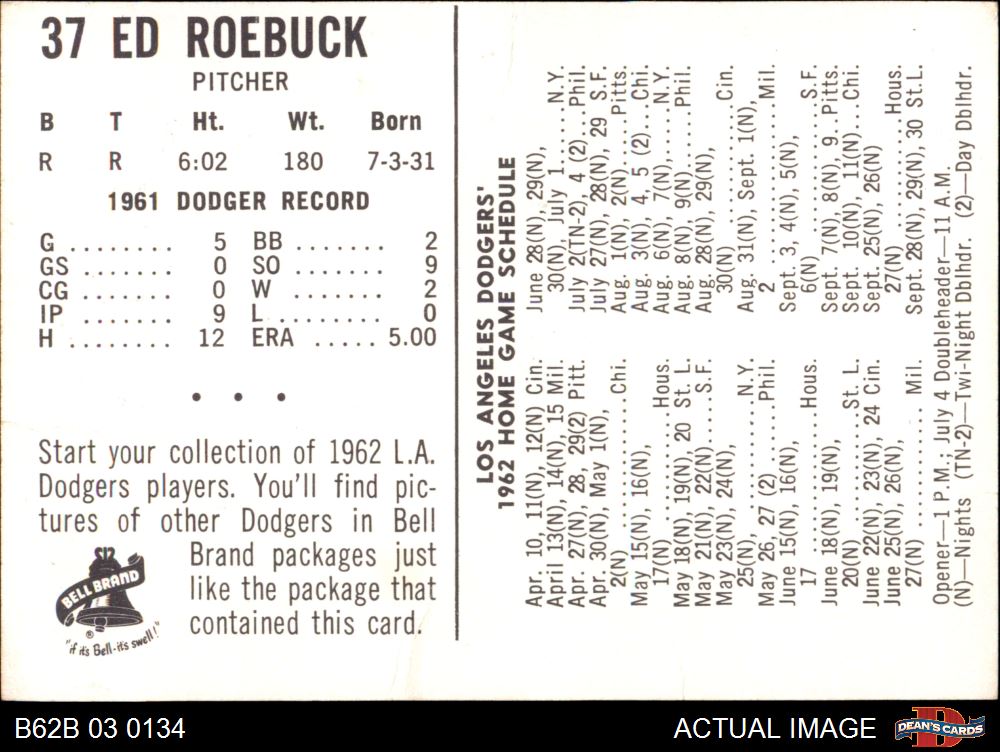 37 ED ROEBUCK
PITCHER
B T Ht. Wt. Born
R R 6:02 180 7-3-31
1961 DODGER RECORD
G ........ 5 BB ....... 2
GS ....... 0 SO ....... 9
CG ....... 0 W ........ 2
IP ....... 9 L ........ 0
H ........ 12 ERA ..... 5.00
• • •
Start your collection of 1962 L.A.
Dodgers players. You'll find pic-
tures of other Dodgers in Bell
Brand packages just
like the package that
contained this card.
BELL BRAND
®
"if it's Bell-it's swell!"
LOS ANGELES DODGERS'
1962 HOME GAME SCHEDULE
Apr. 10, 11(N), 12(N) Cin.
April 13(N), 14(N), 15 Mil.
Apr. 27(N), 28, 29(2) Pitt.
Apr. 30(N), May 1(N),
2(N) ..................Chi.
May 15(N), 16(N),
17(N) ................Hous.
May 18(N), 19(N), 20 St. L.
May 21(N), 22(N) .....S.F.
May 23(N), 24(N),
25(N), ................N.Y.
May 26, 27 (2) .......Phil.
June 15(N), 16(N),
17 ...................Hous.
June 18(N), 19(N),
20(N) ...............St. L.
June 22(N), 23(N), 24 Cin.
June 25(N), 26(N),
27(N) ............... Mil.
June 28(N), 29(N),
30(N), July 1 .....N.Y.
July 2(TN-2), 4 (2)...Phil.
July 27(N), 28(N), 29 S.F.
Aug. 1(N), 2(N).....Pitts.
Aug. 3(N), 4, 5 (2)...Chi.
Aug. 6(N), 7(N).....N.Y.
Aug. 8(N), 9(N).....Phil.
Aug. 28(N), 29(N),
30(N) ...............Cin.
Aug. 31(N), Sept. 1(N),
2 ....................Mil.
Sept. 3, 4(N), 5(N),
6(N) .................S.F.
Sept. 7(N), 8(N), 9..Pitts.
Sept. 10(N), 11(N)...Chi.
Sept. 25(N), 26(N)
27(N) ...............Hous.
Sept. 28(N), 29(N), 30 St.L.
Opener—1 P.M.; July 4 Doubleheader—11 A.M.
(N)—Nights (TN-2)—Twi-Night Dblhdr. (2)—Day Dblhdr.
B62B 03 0134
ACTUAL IMAGE
D
DEAN'S CARDS